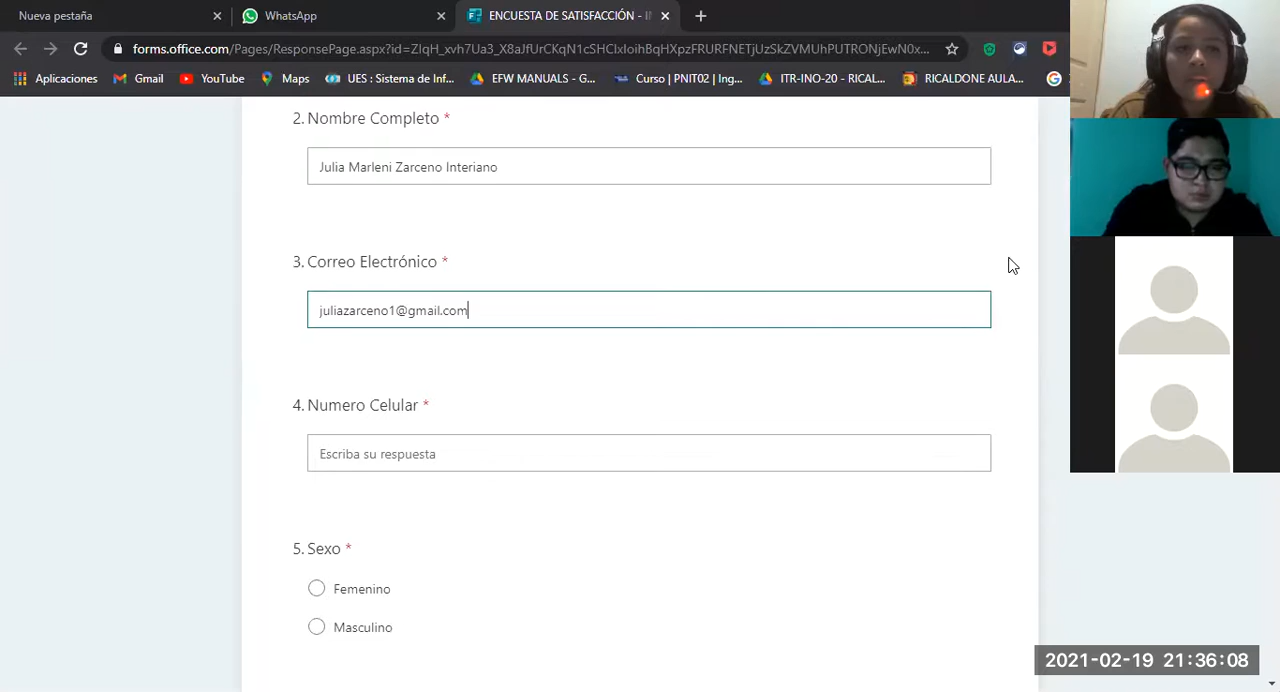 Nueva pestaña
WhatsApp
ENCUESTA DE SATISFACCIÓN - I
forms.office.com/Pages/ResponsePage.aspx?id=ZIqH_xvh7Ua3_X8aJfUrCKqN1cSHCIxIoihBqHXpzFRURFNETjUzSkZVMUhPUTRONjEwN0x...
Aplicaciones
Gmail
YouTube
Maps
UES : Sistema de Inf...
EFW MANUALS - G...
Curso | PNIT02 | Ing...
ITR-INO-20 - RICAL...
RICALDONE AULA...
2. Nombre Completo *
Julia Marleni Zarceno Interiano
3. Correo Electrónico *
juliazarceno1@gmail.com
4. Numero Celular *
Escriba su respuesta
5. Sexo *
Femenino
Masculino
2021-02-19 21:36:08